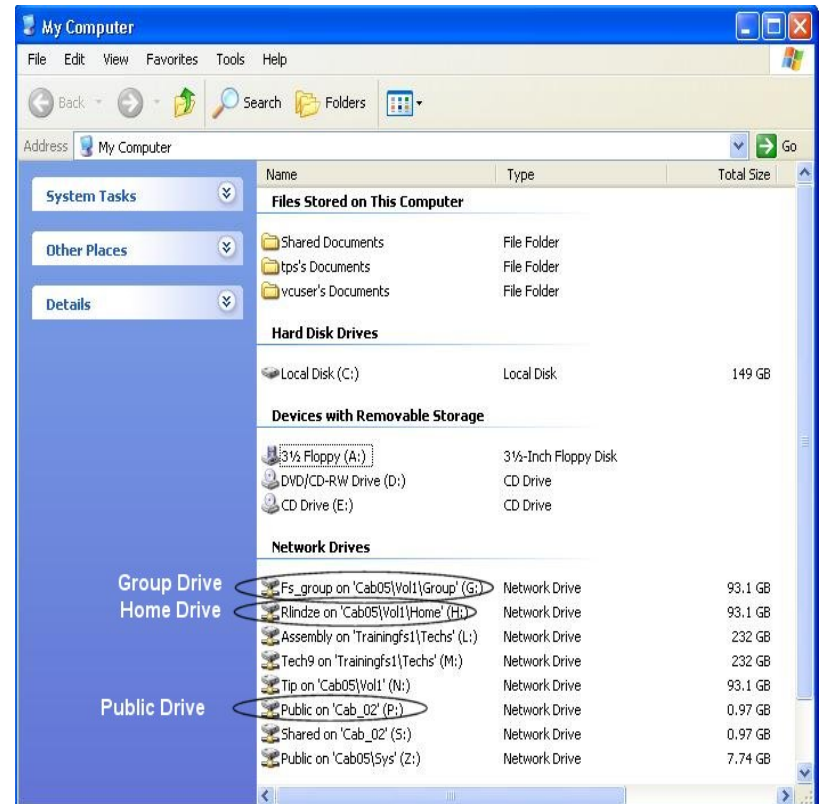 My Computer
File Edit View Favorites Tools Help
Back Search Folders
Address My Computer Go
Name Type Total Size
System Tasks
Other Places
Details
Files Stored on This Computer
Shared Documents File Folder
tps's Documents File Folder
vcuser's Documents File Folder
Hard Disk Drives
Local Disk (C:) Local Disk 149 GB
Devices with Removable Storage
3½ Floppy (A:) 3½-Inch Floppy Disk
DVD/CD-RW Drive (D:) CD Drive
CD Drive (E:) CD Drive
Network Drives
Group Drive Fs_group on 'Cab05\Vol1\Group' (G:) Network Drive 93.1 GB
Home Drive Rlindze on 'Cab05\Vol1\Home' (H:) Network Drive 93.1 GB
Assembly on 'Trainingfs1\Techs' (L:) Network Drive 232 GB
Tech9 on 'Trainingfs1\Techs' (M:) Network Drive 232 GB
Tip on 'Cab05\Vol1' (N:) Network Drive 93.1 GB
Public Drive Public on 'Cab_02' (P:) Network Drive 0.97 GB
Shared on 'Cab_02' (S:) Network Drive 0.97 GB
Public on 'Cab05\Sys' (Z:) Network Drive 7.74 GB